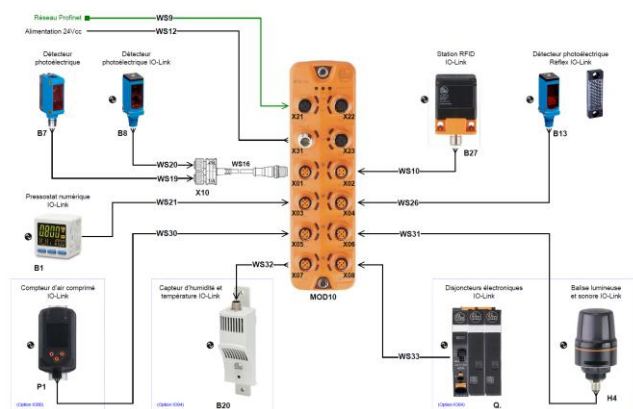 Réseau Profinet
WS9
Alimentation 24Vcc
WS12
Détecteur
photoélectrique
Détecteur
photoélectrique IO-Link
Station RFID
IO-Link
Détecteur photoélectrique
Réflex IO-Link
X21
X22
B7
B8
B27
B13
X31
X23
WS20
WS16
WS19
X10
X01
X02
WS10
Pressostat numérique
IO-Link
WS21
X03
X04
WS26
B1
WS30
X05
X06
WS31
WS32
X07
X08
MOD10
Compteur d'air comprimé
IO-Link
Capteur d'humidité et
température IO-Link
Disjoncteurs électroniques
IO-Link
Balise lumineuse
et sonore IO-Link
WS33
P1
B20
Q.
H4